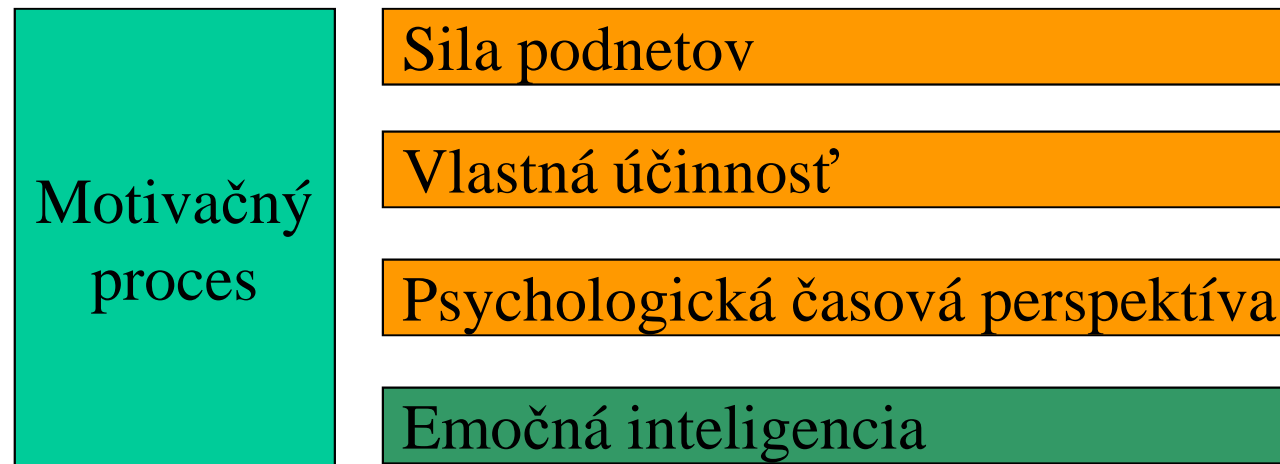 Motivačný
proces
Sila podnetov
Vlastná účinnosť
Psychologická časová perspektíva
Emočná inteligencia